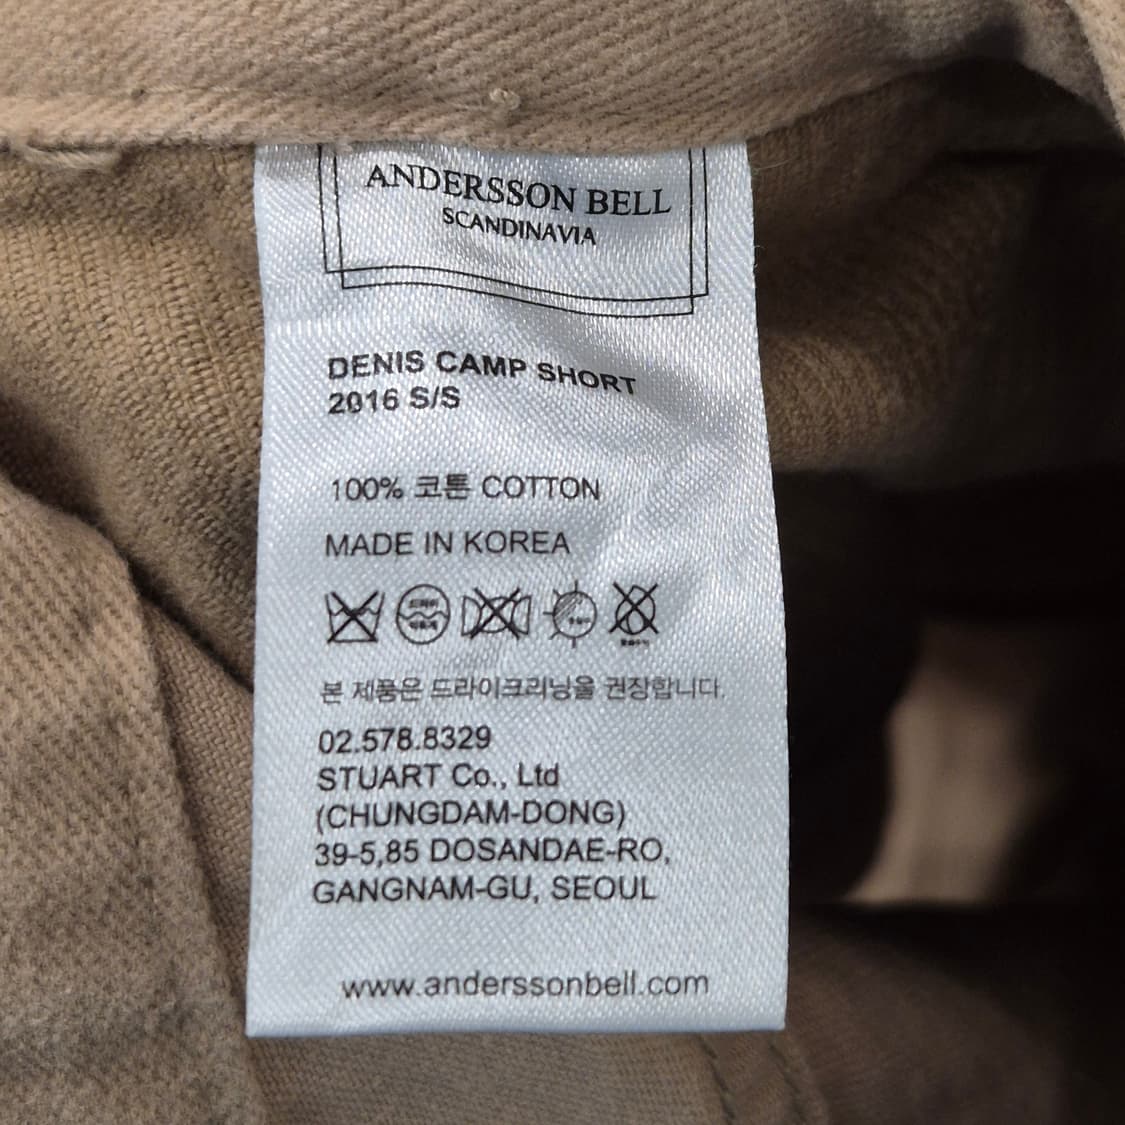 ANDERSSON BELL
SCANDINAVIA
DENIS CAMP SHORT
2016 S/S
100% 코튼 COTTON
MADE IN KOREA
본 제품은 드라이크리닝을 권장합니다.
02.578.8329
STUART Co., Ltd
(CHUNGDAM-DONG)
39-5,85 DOSANDAE-RO,
GANGNAM-GU, SEOUL
www.anderssonbell.com